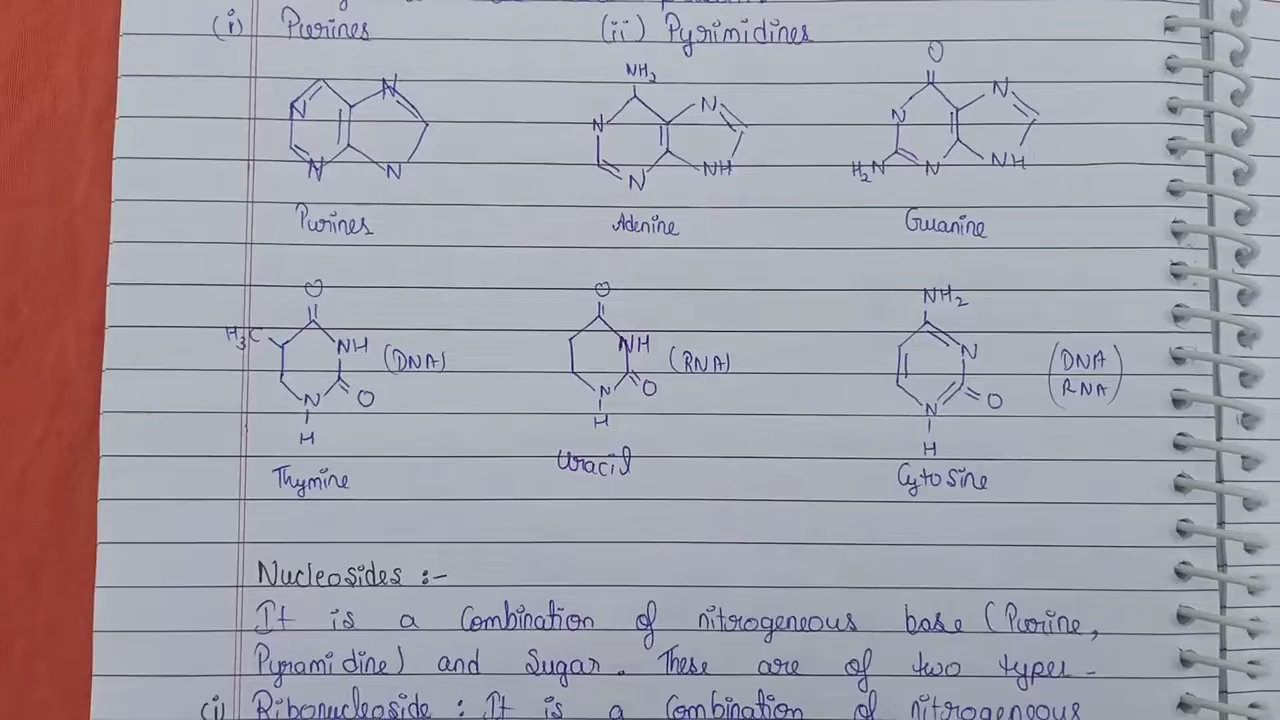 (i) Purines (ii) Pyrimidines
N N N N
Purines
NH₂ N N N NH
Adenine
O N N H₂N N NH
Guanine
O H₃C NH (DNA) N O H
Thymine
O NH (RNA) N O H
Uracil
NH₂ N O N H (DNA RNA)
Cytosine
Nucleosides :-
It is a Combination of nitrogeneous base (Purine,
Pyramidine) and Sugar. These are of two types -
(i) Ribonucleoside : It is a Combination of nitrogeneous